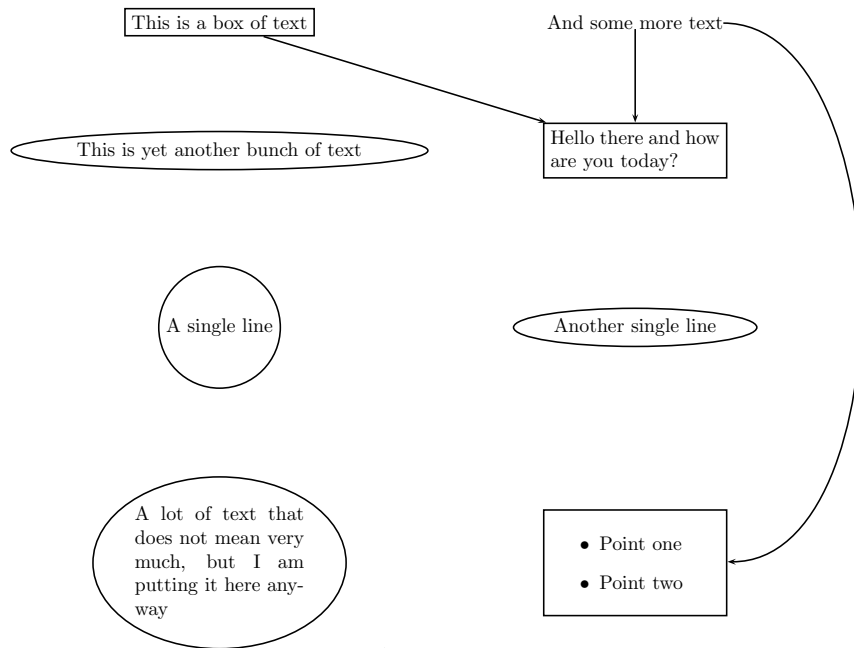 This is a box of text
And some more text
This is yet another bunch of text
Hello there and how
are you today?
A single line
Another single line
A lot of text that
does not mean very
much, but I am
putting it here any-
way
• Point one
• Point two